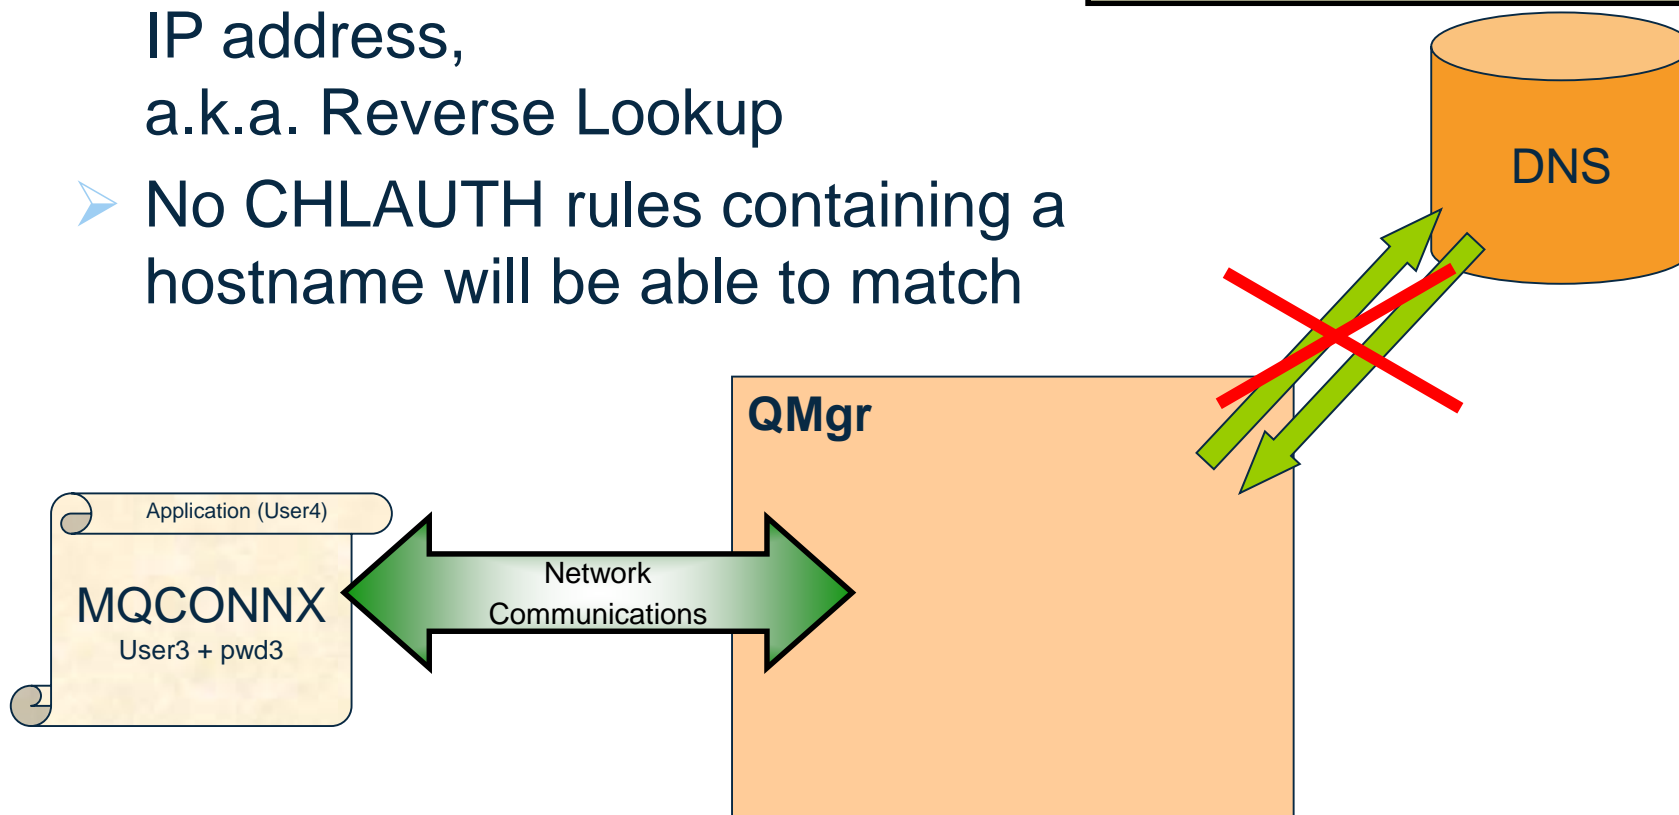 IP address,
a.k.a. Reverse Lookup
No CHLAUTH rules containing a
hostname will be able to match
DNS
QMgr
Application (User4)
MQCONNX
User3 + pwd3
Network
Communications